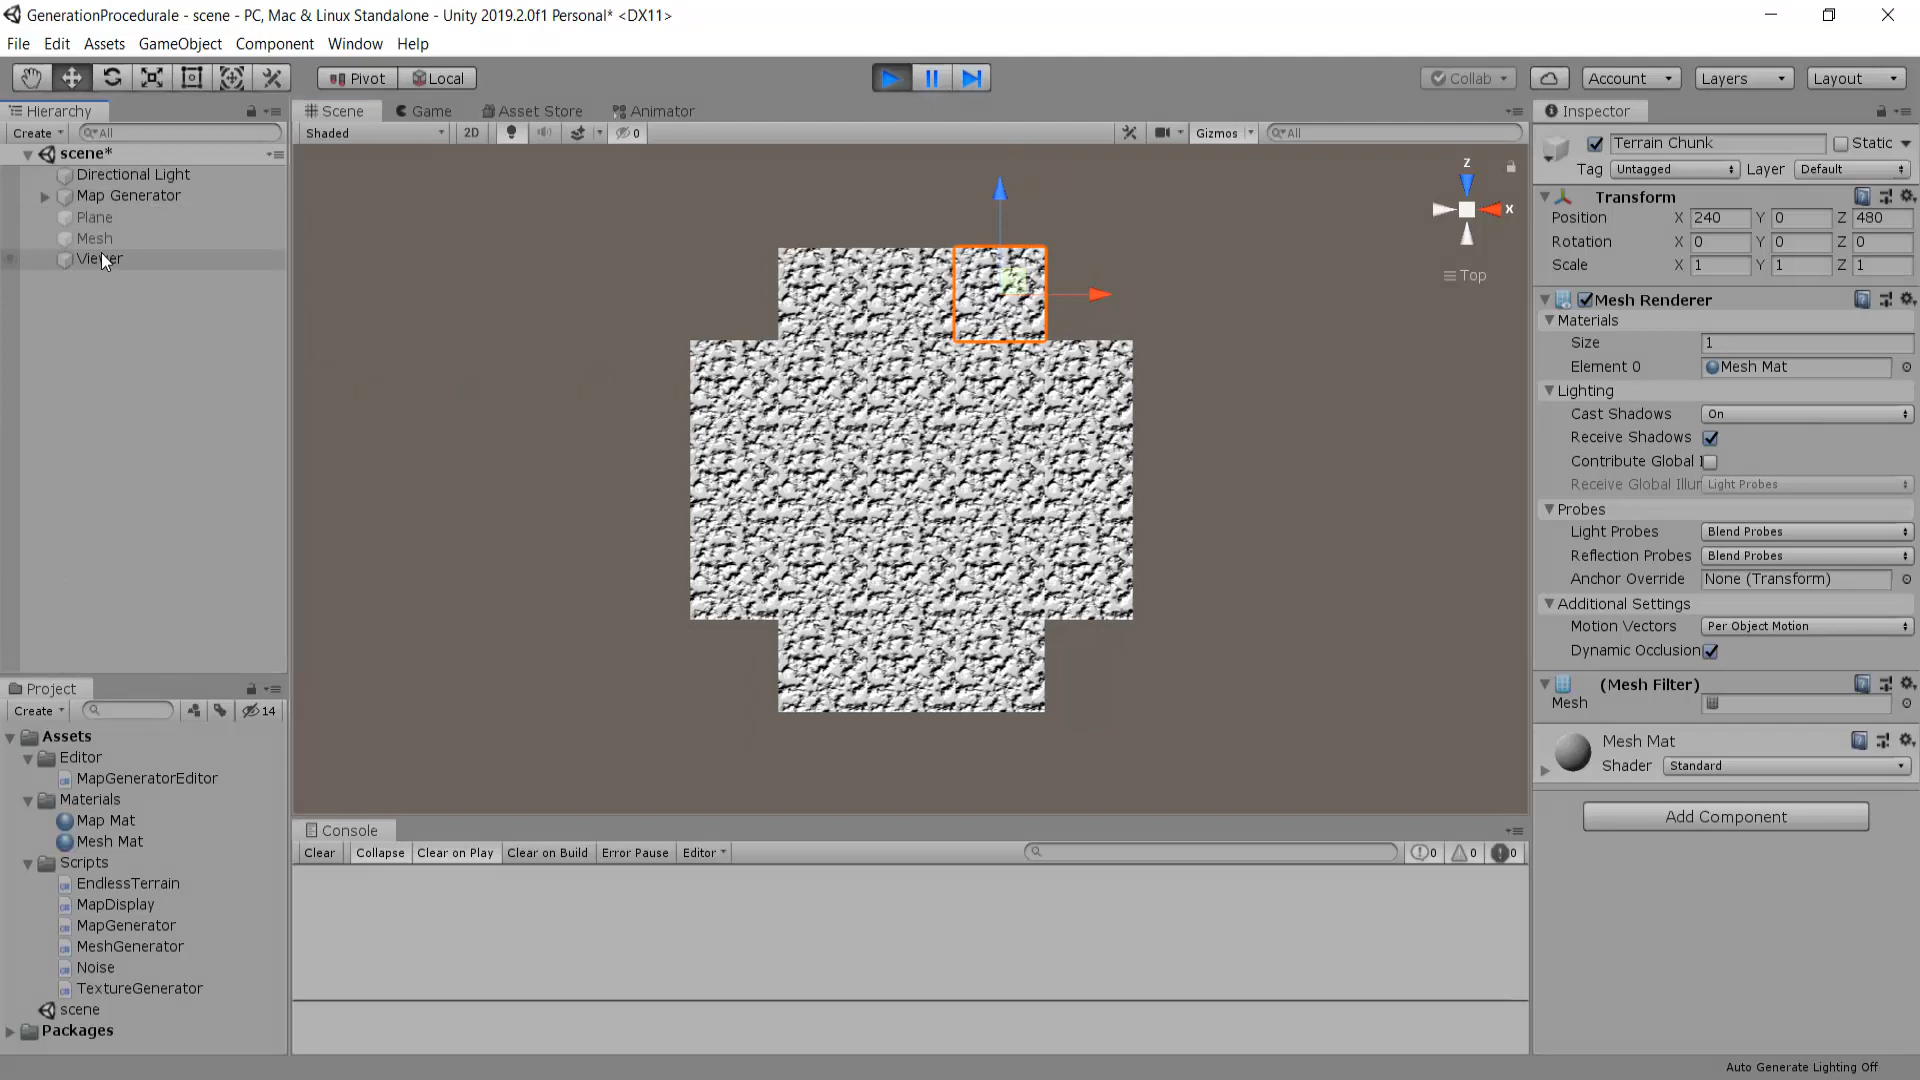 GenerationProcedurale - scene - PC, Mac & Linux Standalone - Unity 2019.2.0f1 Personal* <DX11>
File Edit Assets GameObject Component Window Help
Pivot Local Collab Account Layers Layout
Hierarchy
Create All
scene*
Directional Light
Map Generator
Plane
Mesh
Viewer
Scene Game Asset Store Animator
Shaded 2D 0 Gizmos All
Z
X
Top
Inspector
Terrain Chunk Static
Tag Untagged Layer Default
Transform
Position X 240 Y 0 Z 480
Rotation X 0 Y 0 Z 0
Scale X 1 Y 1 Z 1
Mesh Renderer
Materials
Size 1
Element 0 Mesh Mat
Lighting
Cast Shadows On
Receive Shadows
Contribute Global I
Receive Global Illur Light Probes
Probes
Light Probes Blend Probes
Reflection Probes Blend Probes
Anchor Override None (Transform)
Additional Settings
Motion Vectors Per Object Motion
Dynamic Occlusion
(Mesh Filter)
Mesh
Mesh Mat
Shader Standard
Add Component
Project
Create 14
Assets
Editor
MapGeneratorEditor
Materials
Map Mat
Mesh Mat
Scripts
EndlessTerrain
MapDisplay
MapGenerator
MeshGenerator
Noise
TextureGenerator
scene
Packages
Console
Clear Collapse Clear on Play Clear on Build Error Pause Editor 0 0 0
Auto Generate Lighting Off